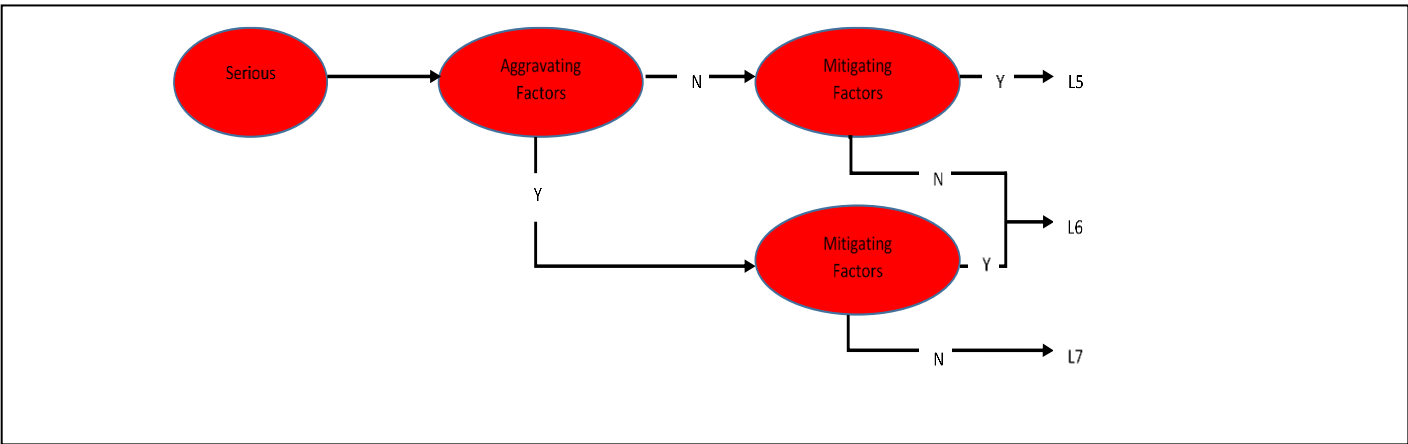 Serious
Aggravating
Factors
N
Mitigating
Factors
Y
L5
N
Y
L6
Mitigating
Factors
Y
N
L7